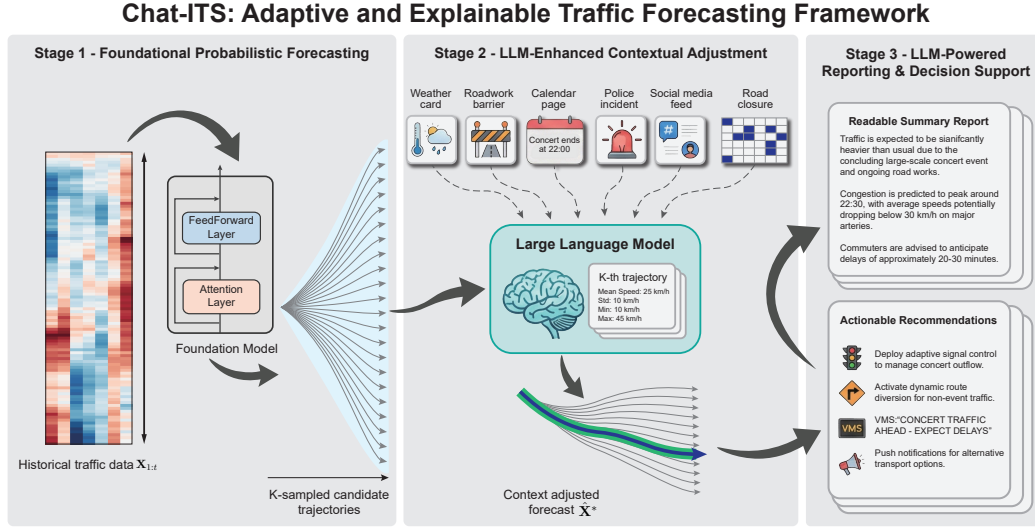 Chat-ITS: Adaptive and Explainable Traffic Forecasting Framework
Stage 1 - Foundational Probabilistic Forecasting
FeedForward
Layer
Attention
Layer
Foundation Model
Historical traffic data X1:t
K-sampled candidate
trajectories
Stage 2 - LLM-Enhanced Contextual Adjustment
Weather
card
Roadwork
barrier
Calendar
page
Police
incident
Social media
feed
Road
closure
Concert ends
at 22:00
#
Large Language Model
K-th trajectory
Mean Speed: 25 km/h
Std: 10 km/h
Min: 10 km/h
Max: 45 km/h
Context adjusted
forecast X̂*
Stage 3 - LLM-Powered
Reporting & Decision Support
Readable Summary Report
Traffic is expected to be sianifcantly
heavier than usual due to the
concluding large-scale concert event
and ongoing road works.
Congestion is predicted to peak around
22:30, with average speeds potentially
dropping below 30 km/h on major
arteries.
Commuters are advised to anticipate
delays of approximately 20-30 minutes.
Actionable Recommendations
Deploy adaptive signal control
to manage concert outflow.
Activate dynamic route
diversion for non-event traffic.
VMS
VMS:“CONCERT TRAFFIC
AHEAD - EXPECT DELAYS”
Push notifications for alternative
transport options.